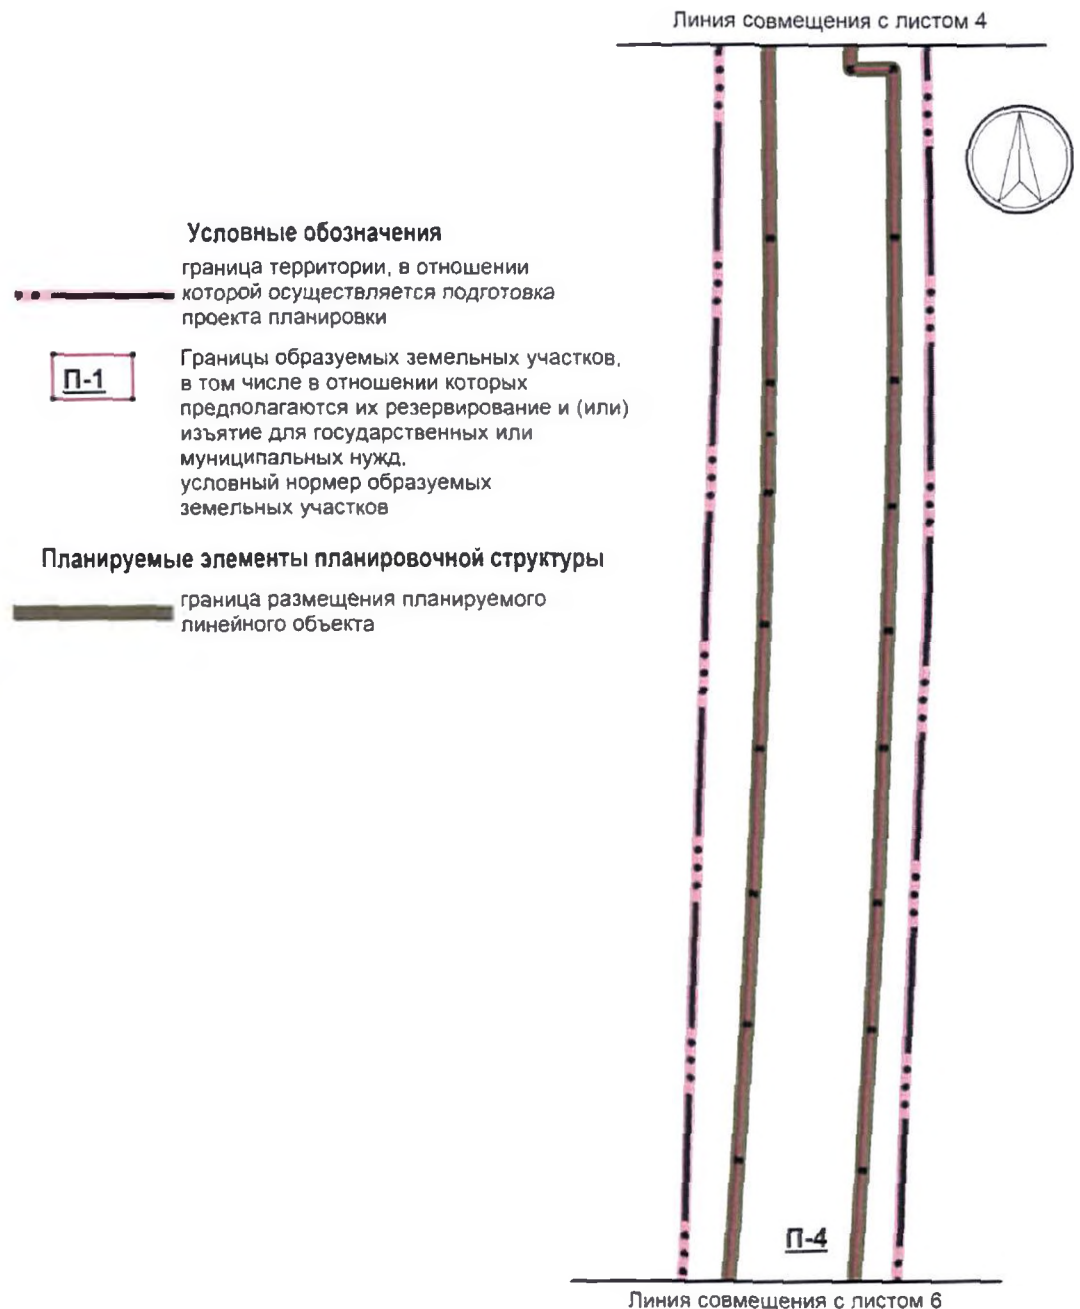 Линия совмещения с листом 4
Условные обозначения
граница территории, в отношении
которой осуществляется подготовка
проекта планировки
П-1
Границы образуемых земельных участков,
в том числе в отношении которых
предполагаются их резервирование и (или)
изъятие для государственных или
муниципальных нужд,
условный нормер образуемых
земельных участков
Планируемые элементы планировочной структуры
граница размещения планируемого
линейного объекта
П-4
Линия совмещения с листом 6